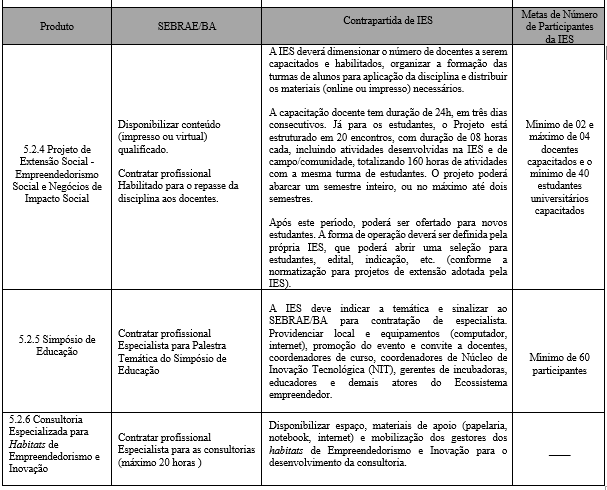 Produto
SEBRAE/BA
Contrapartida de IES
Metas de Número
de Participantes
da IES
5.2.4 Projeto de
Extensão Social -
Empreendedorismo
Social e Negócios de
Impacto Social
Disponibilizar conteúdo
(impresso ou virtual)
qualificado.
Contratar profissional
Habilitado para o repasse da
disciplina aos docentes.
A IES deverá dimensionar o número de docentes a serem
capacitados e habilitados, organizar a formação das
turmas de alunos para aplicação da disciplina e distribuir
os materiais (online ou impresso) necessários.
A capacitação docente tem duração de 24h, em três dias
consecutivos. Já para os estudantes, o Projeto está
estruturado em 20 encontros, com duração de 08 horas
cada, incluindo atividades desenvolvidas na IES e de
campo/comunidade, totalizando 160 horas de atividades
com a mesma turma de estudantes. O projeto poderá
abarcar um semestre inteiro, ou no máximo até dois
semestres.
Após este período, poderá ser ofertado para novos
estudantes. A forma de operação deverá ser definida pela
própria IES, que poderá abrir uma seleção para
estudantes, edital, indicação, etc. (conforme a
normatização para projetos de extensão adotada pela
IES).
Mínimo de 02 e
máximo de 04
docentes
capacitados e o
mínimo de 40
estudantes
universitários
capacitados
5.2.5 Simpósio de
Educação
Contratar profissional
Especialista para Palestra
Temática do Simpósio de
Educação
A IES deve indicar a temática e sinalizar ao
SEBRAE/BA para contratação de especialista.
Providenciar local e equipamentos (computador,
internet), promoção do evento e convite a docentes,
coordenadores de curso, coordenadores de Núcleo de
Inovação Tecnológica (NIT), gerentes de incubadoras,
educadores e demais atores do Ecossistema
empreendedor.
Mínimo de 60
participantes
5.2.6 Consultoria
Especializada para
Habitats de
Empreendedorismo e
Inovação
Contratar profissional
Especialista para as consultorias
(máximo 20 horas )
Disponibilizar espaço, materiais de apoio (papelaria,
notebook, internet) e mobilização dos gestores dos
habitats de Empreendedorismo e Inovação para o
desenvolvimento da consultoria.
____